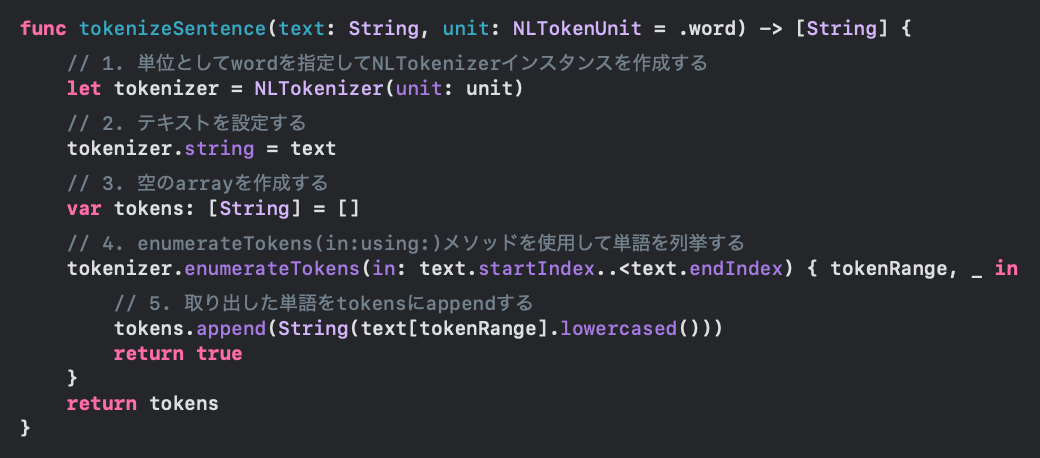 func tokenizeSentence(text: String, unit: NLTokenUnit = .word) -> [String] {
    // 1. 単位としてwordを指定してNLTokenizerインスタンスを作成する
    let tokenizer = NLTokenizer(unit: unit)
    // 2. テキストを設定する
    tokenizer.string = text
    // 3. 空のarrayを作成する
    var tokens: [String] = []
    // 4. enumerateTokens(in:using:)メソッドを使用して単語を列挙する
    tokenizer.enumerateTokens(in: text.startIndex..<text.endIndex) { tokenRange, _ in
        // 5. 取り出した単語をtokensにappendする
        tokens.append(String(text[tokenRange].lowercased()))
        return true
    }
    return tokens
}